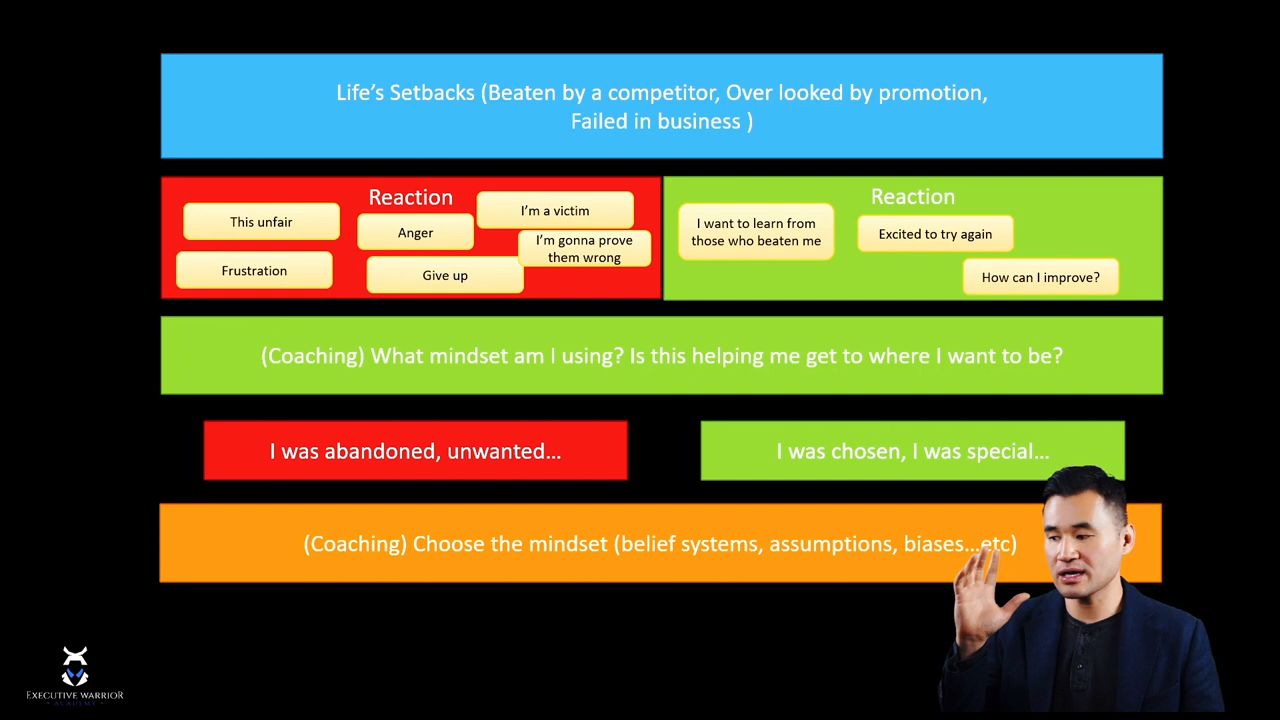 Life's Setbacks (Beaten by a competitor, Over looked by promotion,
Failed in business )
Reaction
This unfair
Anger
I'm a victim
I'm gonna prove
them wrong
Frustration
Give up
Reaction
I want to learn from
those who beaten me
Excited to try again
How can I improve?
(Coaching) What mindset am I using? Is this helping me get to where I want to be?
I was abandoned, unwanted...
I was chosen, I was special...
(Coaching) Choose the mindset (belief systems, assumptions, biases...etc)
EXECUTIVE WARRIOR
ACADEMY